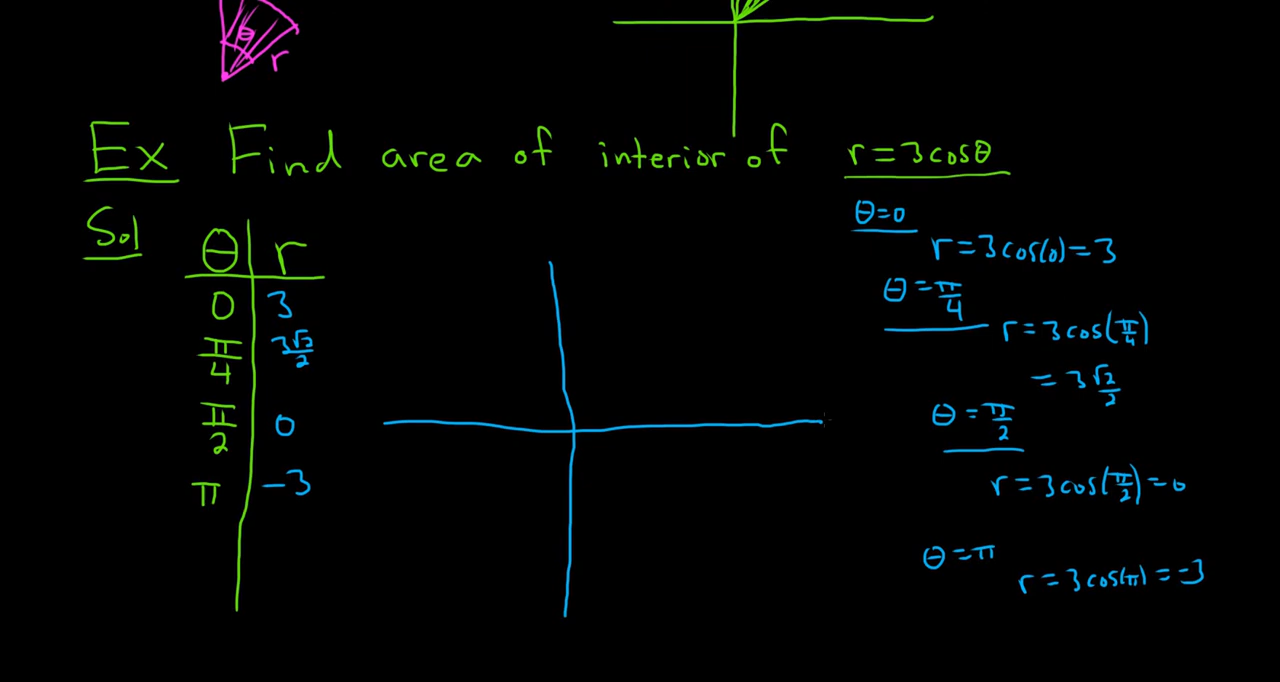 θ
r
Ex Find area of interior of r=3cosθ
Sol
θ r
0 3
π/4 3√2/2
π/2 0
π -3
θ=0
r=3cos(0)=3
θ=π/4
r=3cos(π/4)
=3√2/2
θ=π/2
r=3cos(π/2)=0
θ=π
r=3cos(π)=-3